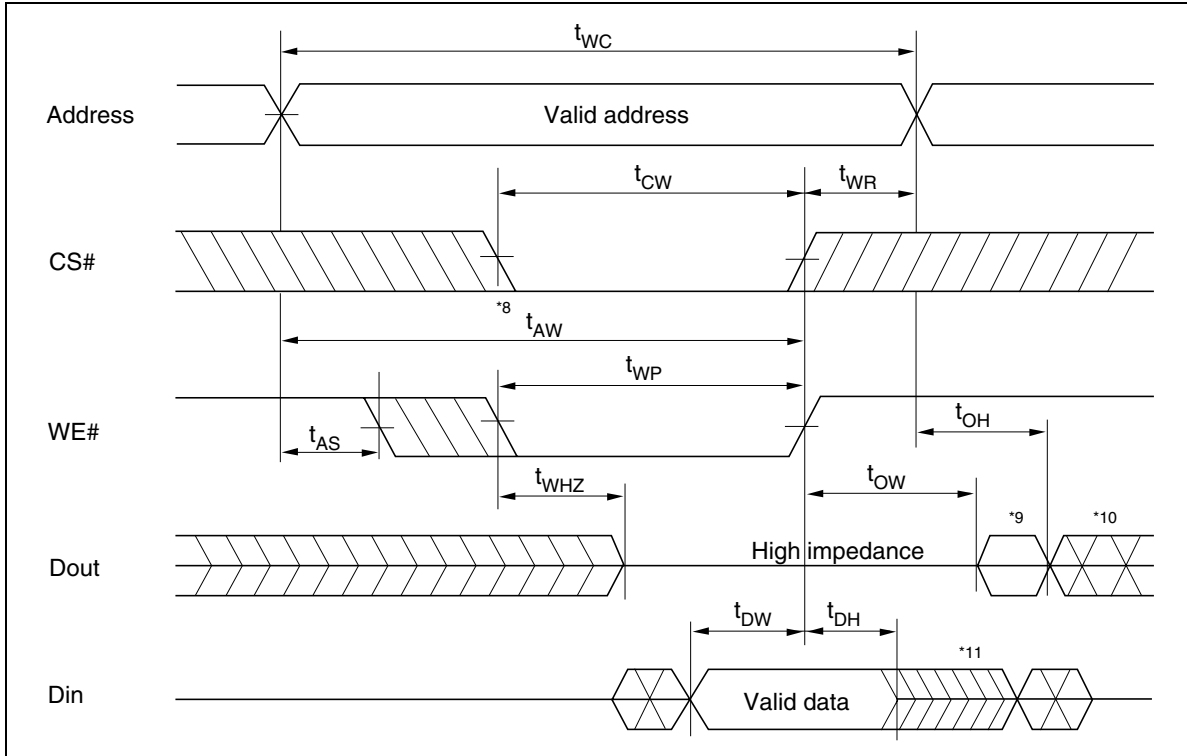 tWC
Address
Valid address
tCW
tWR
CS#
*8
tAW
tWP
WE#
tAS
tOH
tWHZ
tOW
*9
*10
Dout
High impedance
tDW
tDH
*11
Din
Valid data